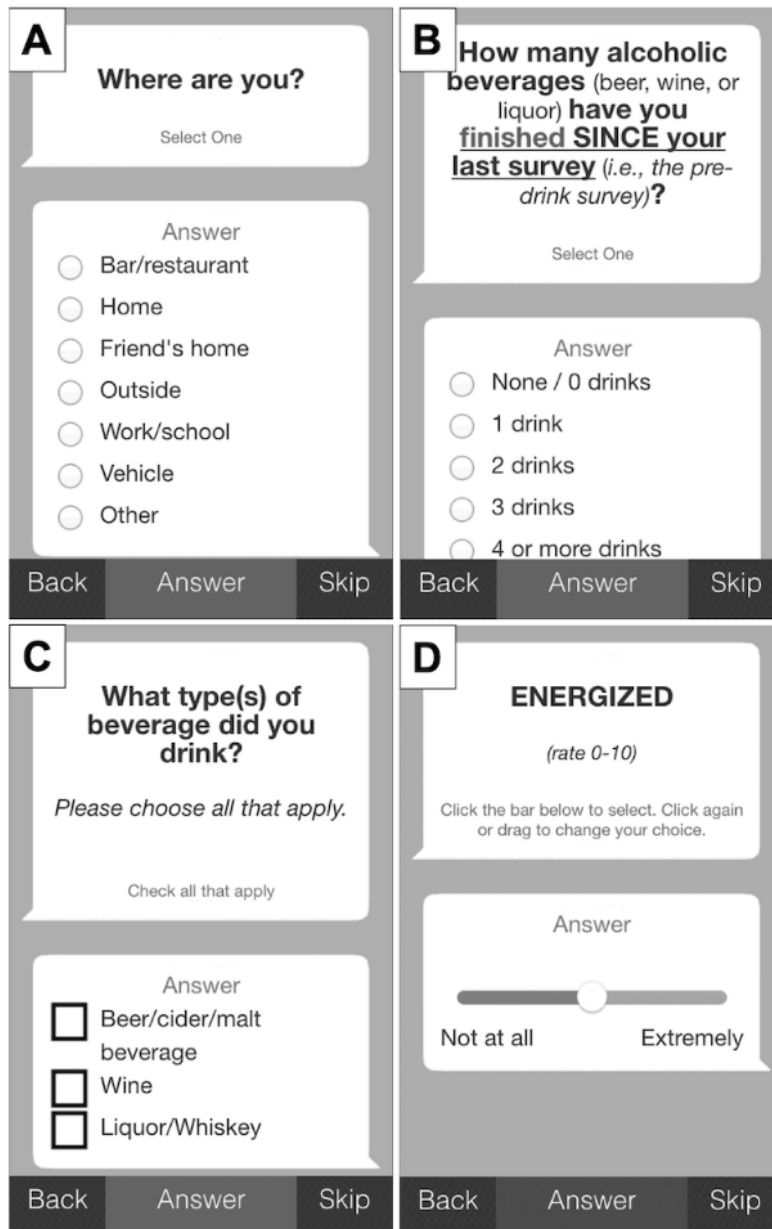 A
Where are you?
Select One
Answer
Bar/restaurant
Home
Friend's home
Outside
Work/school
Vehicle
Other
Back Answer Skip
B
How many alcoholic
beverages (beer, wine, or
liquor) have you
finished SINCE your
last survey (i.e., the pre-
drink survey)?
Select One
Answer
None / 0 drinks
1 drink
2 drinks
3 drinks
4 or more drinks
Back Answer Skip
C
What type(s) of
beverage did you
drink?
Please choose all that apply.
Check all that apply
Answer
Beer/cider/malt
beverage
Wine
Liquor/Whiskey
Back Answer Skip
D
ENERGIZED
(rate 0-10)
Click the bar below to select. Click again
or drag to change your choice.
Answer
Not at all Extremely
Back Answer Skip